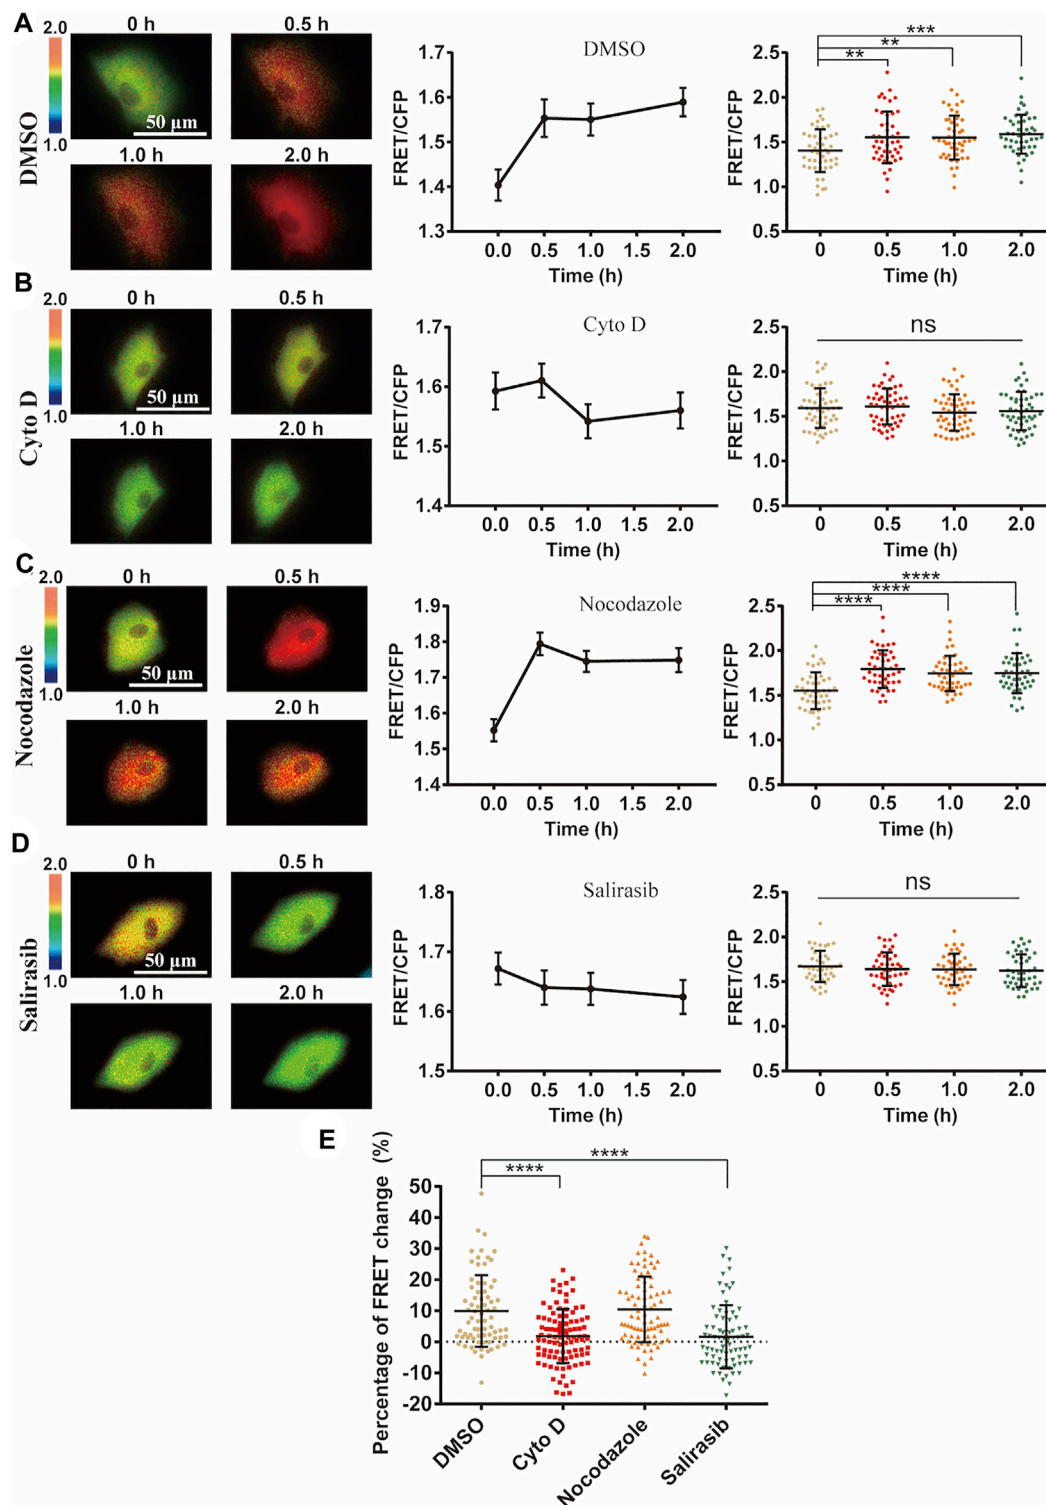 A
DMSO
2.0
1.0
0 h
0.5 h
50 µm
1.0
2.0 h
DMSO
FRET/CFP
1.7
1.6
1.5
1.4
1.3
0.0 0.5 1.0 1.5 2.0
Time (h)
** ** ***
FRET/CFP
2.5
2.0
1.5
1.0
0.5
0 0.5 1.0 2.0
Time (h)
B
Cyto D
2.0
1.0
0 h
0.5 h
50 µm
1.0 h
2.0 h
Cyto D
FRET/CFP
1.7
1.6
1.5
1.4
0.0 0.5 1.0 1.5 2.0
Time (h)
ns
FRET/CFP
2.5
2.0
1.5
1.0
0.5
0 0.5 1.0 2.0
Time (h)
C
Nocodazole
2.0
1.0
0 h
0.5 h
50 µm
1.0 h
2.0 h
Nocodazole
FRET/CFP
1.9
1.8
1.7
1.6
1.5
1.4
0.0 0.5 1.0 1.5 2.0
Time (h)
**** **** ****
FRET/CFP
2.5
2.0
1.5
1.0
0.5
0 0.5 1.0 2.0
Time (h)
D
Salirasib
2.0
1.0
0 h
0.5 h
50 µm
1.0 h
2.0 h
Salirasib
FRET/CFP
1.8
1.7
1.6
1.5
0.0 0.5 1.0 1.5 2.0
Time (h)
ns
FRET/CFP
2.5
2.0
1.5
1.0
0.5
0 0.5 1.0 2.0
Time (h)
E
**** ****
Percentage of FRET change (%)
50
40
30
20
10
0
-10
-20
DMSO
Cyto D
Nocodazole
Salirasib